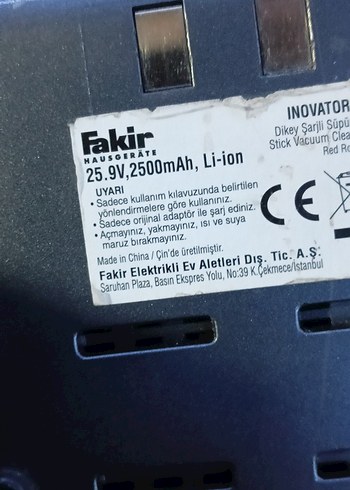 Fakir
HAUSGERÄTE
25.9V,2500mAh, Li-ion
UYARI
• Sadece kullanım kılavuzunda belirtilen
yönlendirmelere göre kullanınız.
• Sadece orijinal adaptör ile şarj ediniz.
• Açmayınız, yakmayınız, ısı ve suya
maruz bırakmayınız.
Made in China / Çin'de üretilmiştir.
Fakir Elektrikli Ev Aletleri Dış. Tic. A.Ş.
Saruhan Plaza, Basın Ekspres Yolu, No:39 K.Çekmece/İstanbul
INOVATOR
Dikey Şarjlı Süpü
Stick Vacuum Clea
Red Ro
CE